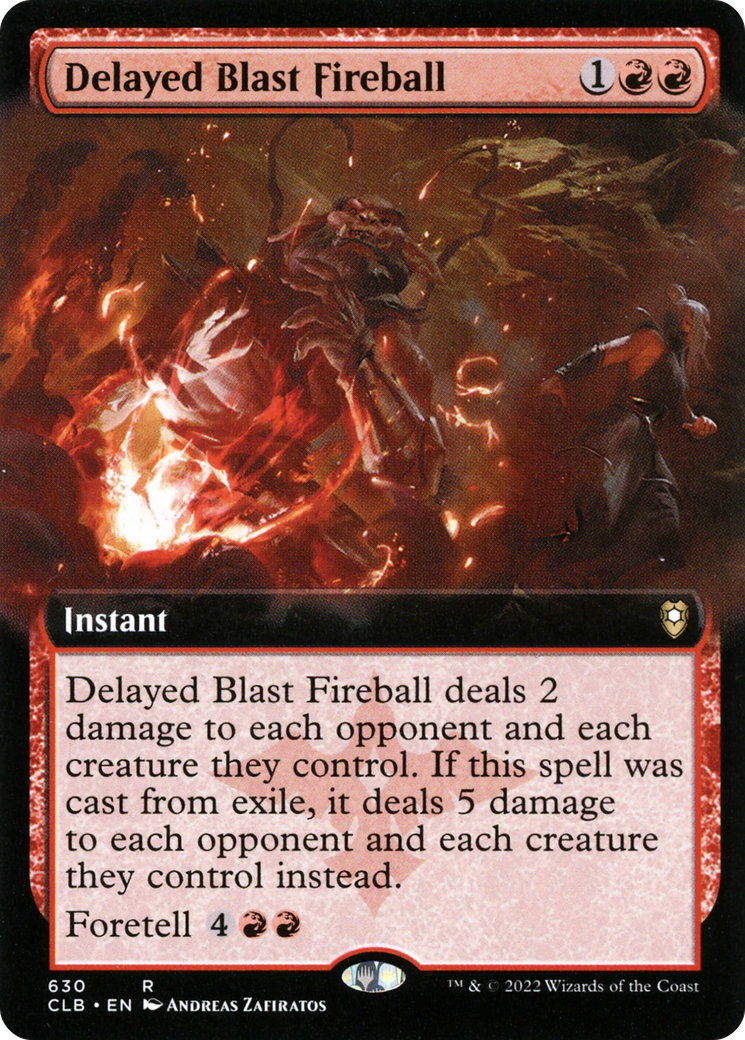 Delayed Blast Fireball 1
Instant
Delayed Blast Fireball deals 2
damage to each opponent and each
creature they control. If this spell was
cast from exile, it deals 5 damage
to each opponent and each creature
they control instead.
Foretell 4
630 R
CLB • EN ANDREAS ZAFIRATOS
™ & © 2022 Wizards of the Coast